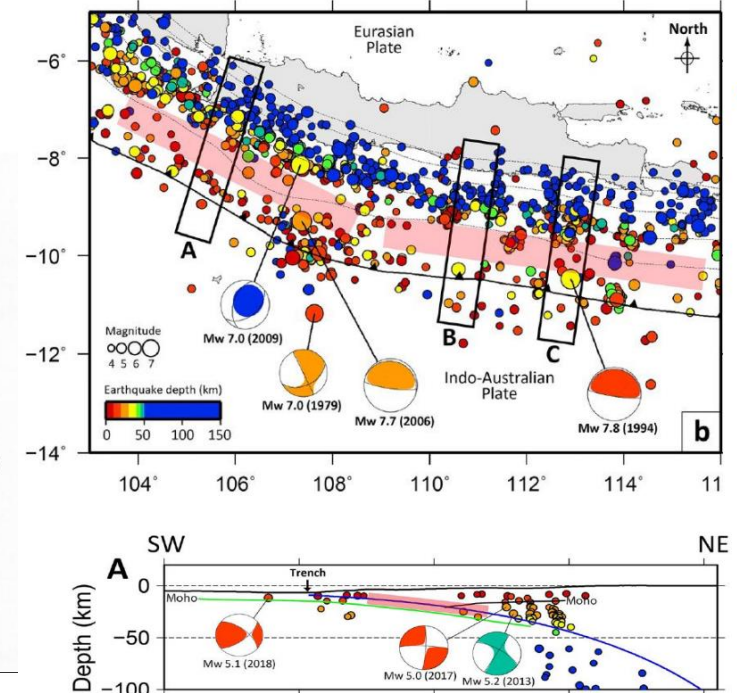 −6°
−8°
−10°
−12°
−14°
Eurasian
Plate
North
A
B
C
Mw 7.0 (2009)
Magnitude
4 5 6 7
Mw 7.0 (1979)
Mw 7.7 (2006)
Indo-Australian
Plate
Mw 7.8 (1994)
Earthquake depth (km)
0 50 100 150
b
104° 106° 108° 110° 112° 114° 11
SW NE
A
Trench
0
Moho
Moho
Depth (km)
−50
Mw 5.1 (2018)
Mw 5.0 (2017)
Mw 5.2 (2013)
−100